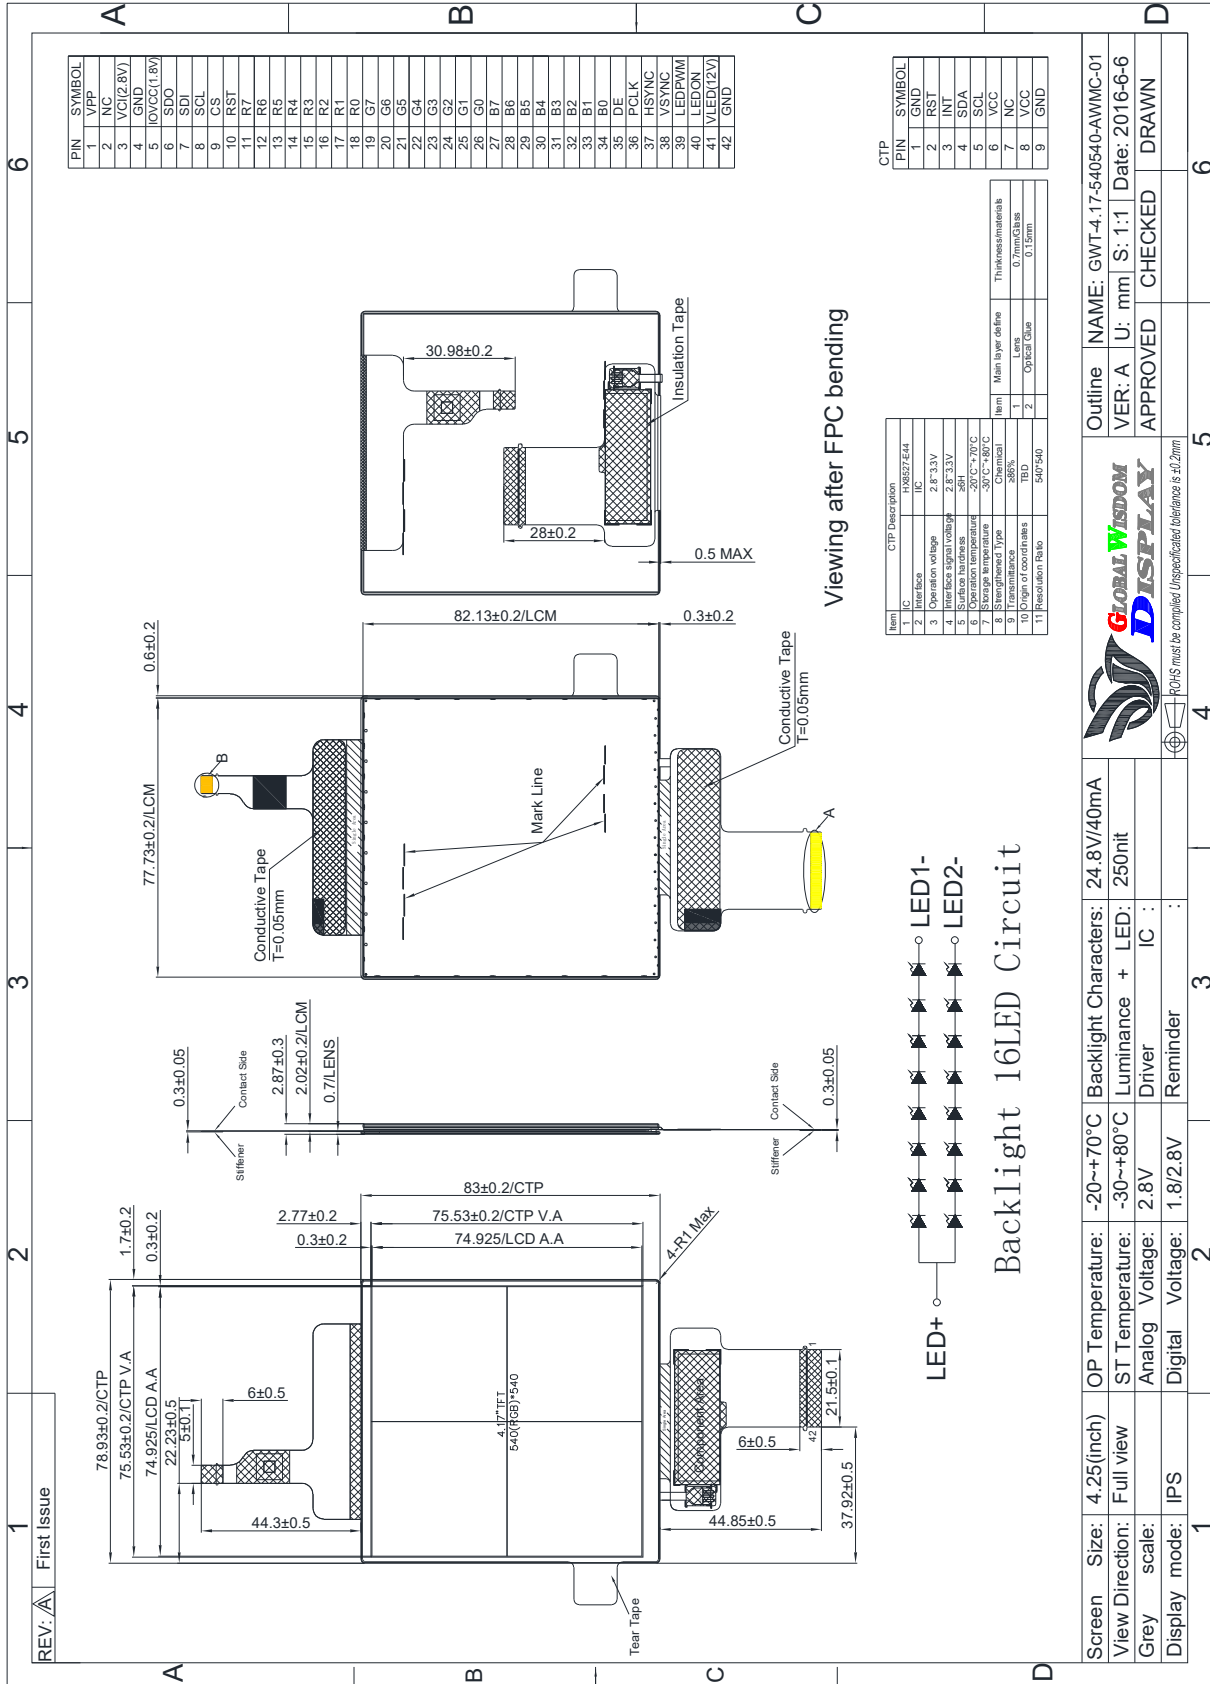 REV: A First Issue
1 2 3 4 5 6
A B C D
78.93±0.2/CTP
75.53±0.2/CTP V.A
74.925/LCD A.A
22.23±0.5
5±0.1
6±0.5
44.3±0.5
1.7±0.2
0.3±0.2
2.77±0.2
0.3±0.2
83±0.2/CTP
75.53±0.2/CTP V.A
74.925/LCD A.A
4-R1 Max
4.17"TFT
540(RGB)*540
Tear Tape
Component Area
6±0.5
42
1
21.5±0.1
44.85±0.5
37.92±0.5
0.3±0.05
Contact Side
Stiffener
2.87±0.3
2.02±0.2/LCM
0.7/LENS
Stiffener
Contact Side
0.3±0.05
77.73±0.2/LCM
0.6±0.2
B
Conductive Tape
T=0.05mm
Mark Line
82.13±0.2/LCM
0.3±0.2
Conductive Tape
T=0.05mm
A
30.98±0.2
28±0.2
0.5 MAX
Insulation Tape
Viewing after FPC bending
LED+
LED1-
LED2-
Backlight 16LED Circuit
PIN SYMBOL
1 VPP
2 NC
3 VCI(2.8V)
4 GND
5 IOVCC(1.8V)
6 SDO
7 SDI
8 SCL
9 CS
10 RST
11 R7
12 R6
13 R5
14 R4
15 R3
16 R2
17 R1
18 R0
19 G7
20 G6
21 G5
22 G4
23 G3
24 G2
25 G1
26 G0
27 B7
28 B6
29 B5
30 B4
31 B3
32 B2
33 B1
34 B0
35 DE
36 PCLK
37 HSYNC
38 VSYNC
39 LEDPWM
40 LEDON
41 VLED(12V)
42 GND
CTP
PIN SYMBOL
1 GND
2 RST
3 INT
4 SDA
5 SCL
6 VCC
7 NC
8 VCC
9 GND
Item CTP Description
1 IC HX8527-E44
2 Interface IIC
3 Operation voltage 2.8~3.3V
4 Interface signal voltage 2.8~3.3V
5 Surface hardness ≥6H
6 Operation temperature -20°C~+70°C
7 Storage temperature -30°C~+80°C
8 Strengthened Type Chemical
9 Transmittance ≥86%
10 Origin of coordinates TBD
11 Resolution Ratio 540*540
Item Main layer define Thinkness/materials
1 Lens 0.7mm/Glass
2 Optical Glue 0.15mm
Screen Size: 4.25(inch) OP Temperature: -20~+70°C Backlight Characters: 24.8V/40mA
View Direction: Full view ST Temperature: -30~+80°C Luminance + LED: 250nit
Grey scale: Analog Voltage: 2.8V Driver IC :
Display mode: IPS Digital Voltage: 1.8/2.8V Reminder :
GLOBAL WISDOM
DISPLAY
ROHS must be complied Unspecificated tolerlance is ±0.2mm
Outline NAME: GWT-4.17-540540-AWMC-01
VER: A U: mm S: 1:1 Date: 2016-6-6
APPROVED CHECKED DRAWN
1 2 3 4 5 6
A B C D